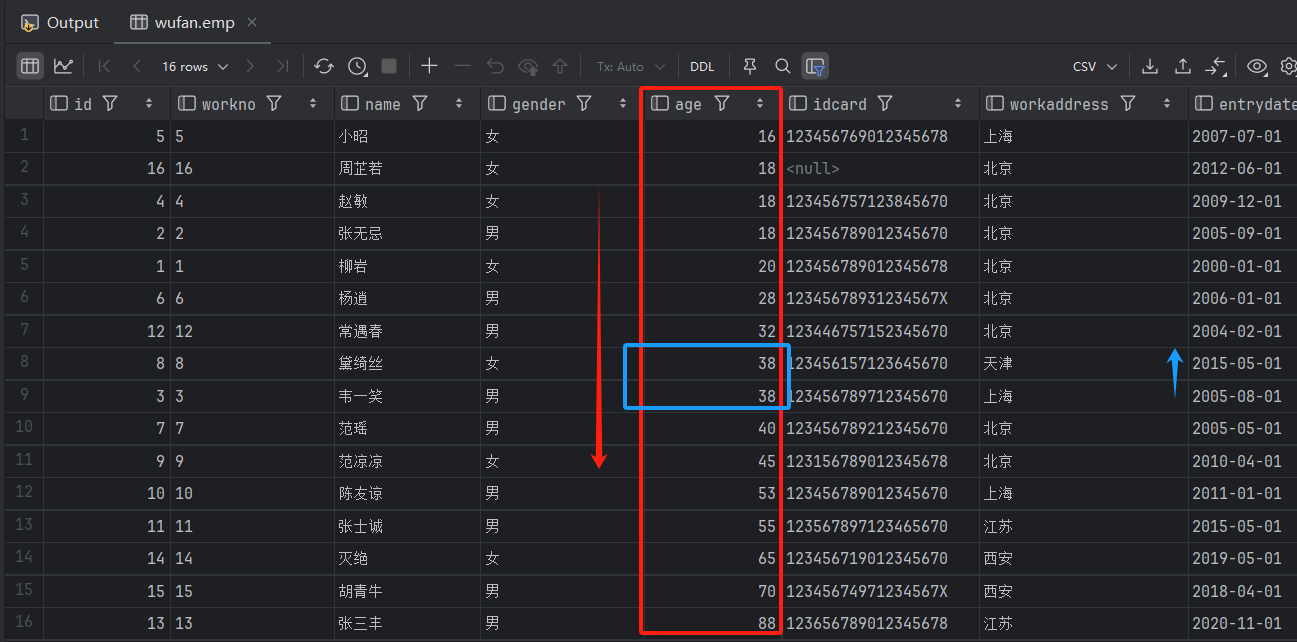 Output wufan.emp
16 rows Tx: Auto DDL CSV
id workno name gender age idcard workaddress entrydate
1 5 5 小昭 女 16 123456769012345678 上海 2007-07-01
2 16 16 周芷若 女 18 <null> 北京 2012-06-01
3 4 4 赵敏 女 18 123456757123845670 北京 2009-12-01
4 2 2 张无忌 男 18 123456789012345670 北京 2005-09-01
5 1 1 柳岩 女 20 123456789012345678 北京 2000-01-01
6 6 6 杨逍 男 28 12345678931234567X 北京 2006-01-01
7 12 12 常遇春 男 32 123446757152345670 北京 2004-02-01
8 8 8 黛绮丝 女 38 123456157123645670 天津 2015-05-01
9 3 3 韦一笑 男 38 123456789712345670 上海 2005-08-01
10 7 7 范瑶 男 40 123456789212345670 北京 2005-05-01
11 9 9 范凉凉 女 45 123156789012345678 北京 2010-04-01
12 10 10 陈友谅 男 53 123456789012345670 上海 2011-01-01
13 11 11 张士诚 男 55 123567897123465670 江苏 2015-05-01
14 14 14 灭绝 女 65 123456719012345670 西安 2019-05-01
15 15 15 胡青牛 男 70 12345674971234567X 西安 2018-04-01
16 13 13 张三丰 男 88 123656789012345678 江苏 2020-11-01